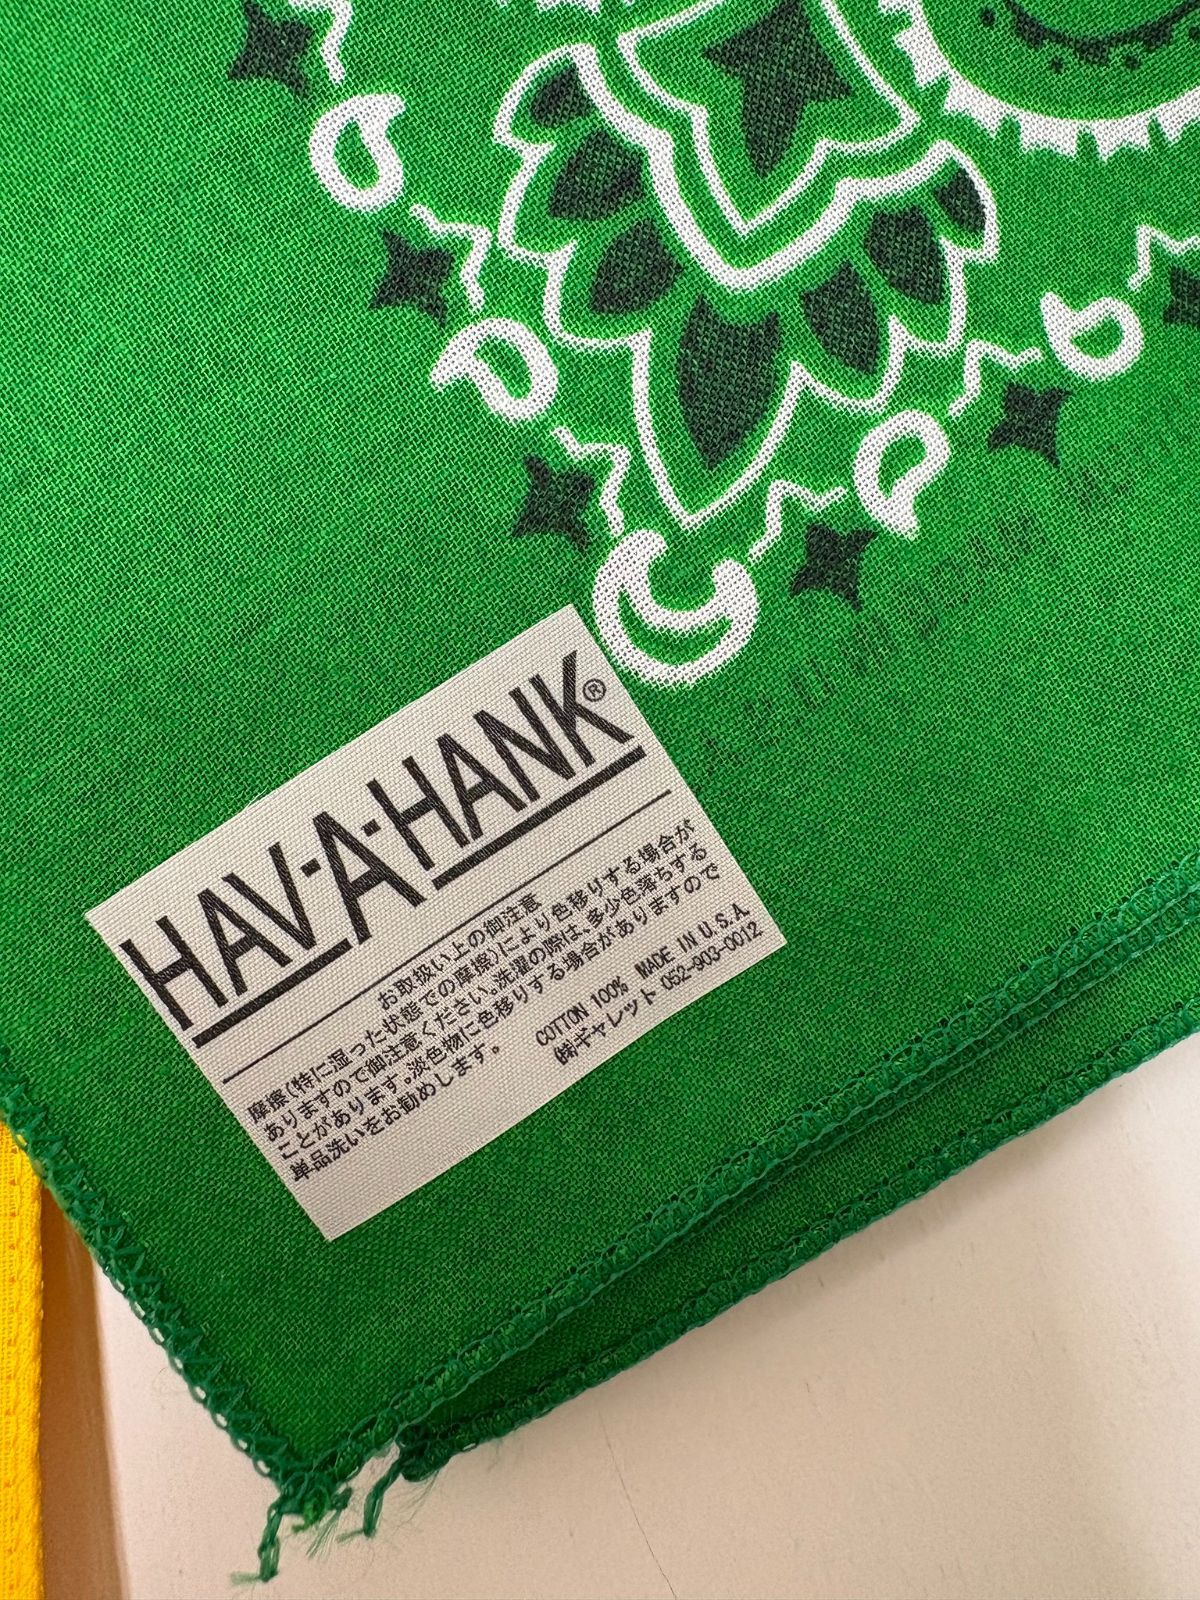 HAV-A-HANK®
お取扱い上の御注意
摩擦(特に湿った状態での摩擦)により色移りする場合が
ありますので御注意ください。洗濯の際は、多少色落ちする
ことがあります。淡色物に色移りする場合がありますので
単品洗いをお勧めします。
COTTON 100% MADE IN U.S.A.
㈱ギャレット 052-903-0012